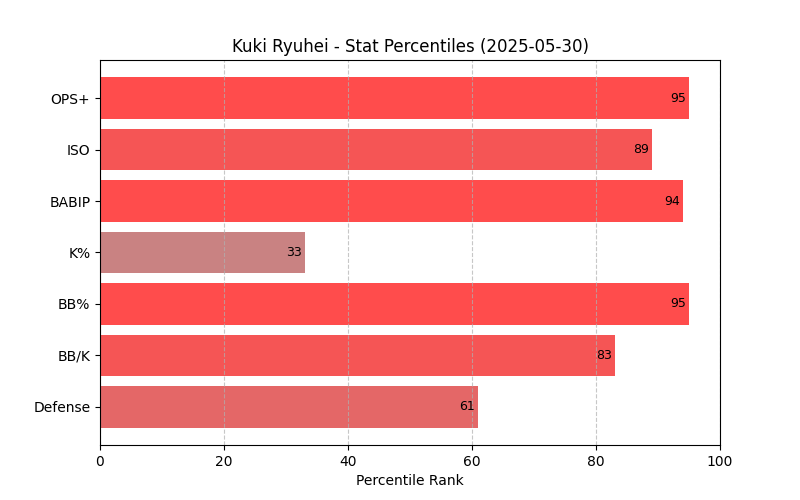 Kuki Ryuhei - Stat Percentiles (2025-05-30)
OPS+ 95
ISO 89
BABIP 94
K% 33
BB% 95
BB/K 83
Defense 61
0 20 40 60 80 100
Percentile Rank